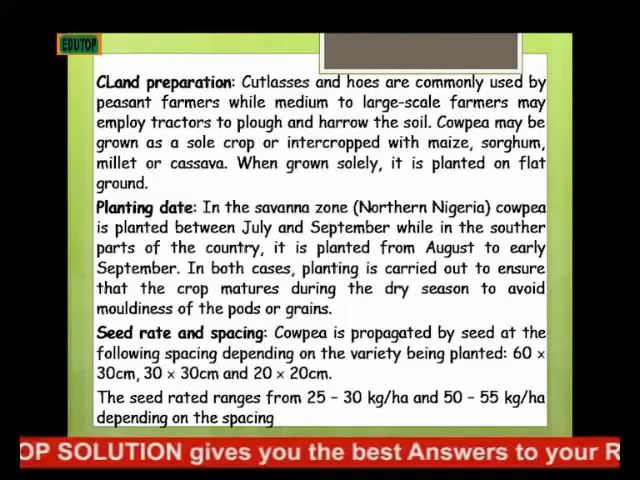 EDUTOP
CLand preparation: Cutlasses and hoes are commonly used by
peasant farmers while medium to large-scale farmers may
employ tractors to plough and harrow the soil. Cowpea may be
grown as a sole crop or intercropped with maize, sorghum,
millet or cassava. When grown solely, it is planted on flat
ground.
Planting date: In the savanna zone (Northern Nigeria) cowpea
is planted between July and September while in the souther
parts of the country, it is planted from August to early
September. In both cases, planting is carried out to ensure
that the crop matures during the dry season to avoid
mouldiness of the pods or grains.
Seed rate and spacing: Cowpea is propagated by seed at the
following spacing depending on the variety being planted: 60 ×
30cm, 30 × 30cm and 20 × 20cm.
The seed rated ranges from 25 – 30 kg/ha and 50 – 55 kg/ha
depending on the spacing
OP SOLUTION gives you the best Answers to your R